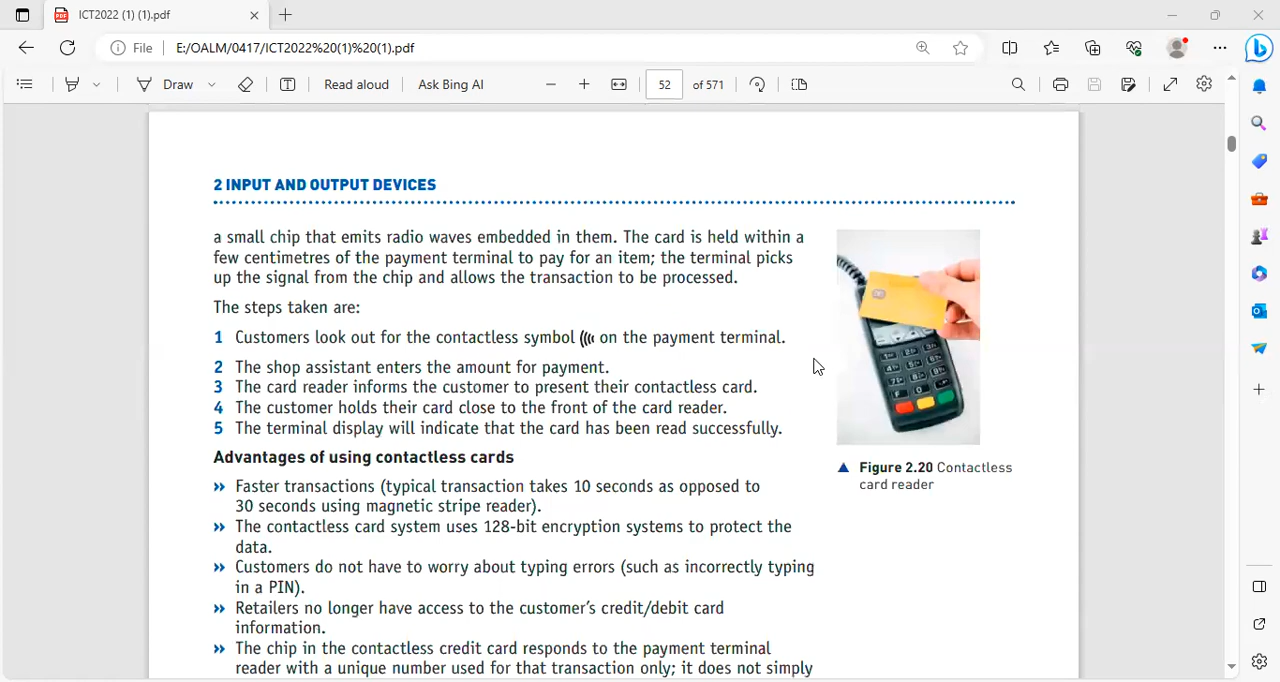 ICT2022 (1) (1).pdf
File
E:/OALM/0417/ICT2022%20(1)%20(1).pdf
Draw
Read aloud
Ask Bing AI
52
of 571
2 INPUT AND OUTPUT DEVICES
a small chip that emits radio waves embedded in them. The card is held within a
few centimetres of the payment terminal to pay for an item; the terminal picks
up the signal from the chip and allows the transaction to be processed.
The steps taken are:
1 Customers look out for the contactless symbol on the payment terminal.
2 The shop assistant enters the amount for payment.
3 The card reader informs the customer to present their contactless card.
4 The customer holds their card close to the front of the card reader.
5 The terminal display will indicate that the card has been read successfully.
Advantages of using contactless cards
» Faster transactions (typical transaction takes 10 seconds as opposed to
30 seconds using magnetic stripe reader).
» The contactless card system uses 128-bit encryption systems to protect the
data.
» Customers do not have to worry about typing errors (such as incorrectly typing
in a PIN).
» Retailers no longer have access to the customer's credit/debit card
information.
» The chip in the contactless credit card responds to the payment terminal
reader with a unique number used for that transaction only; it does not simply
▲ Figure 2.20 Contactless
card reader